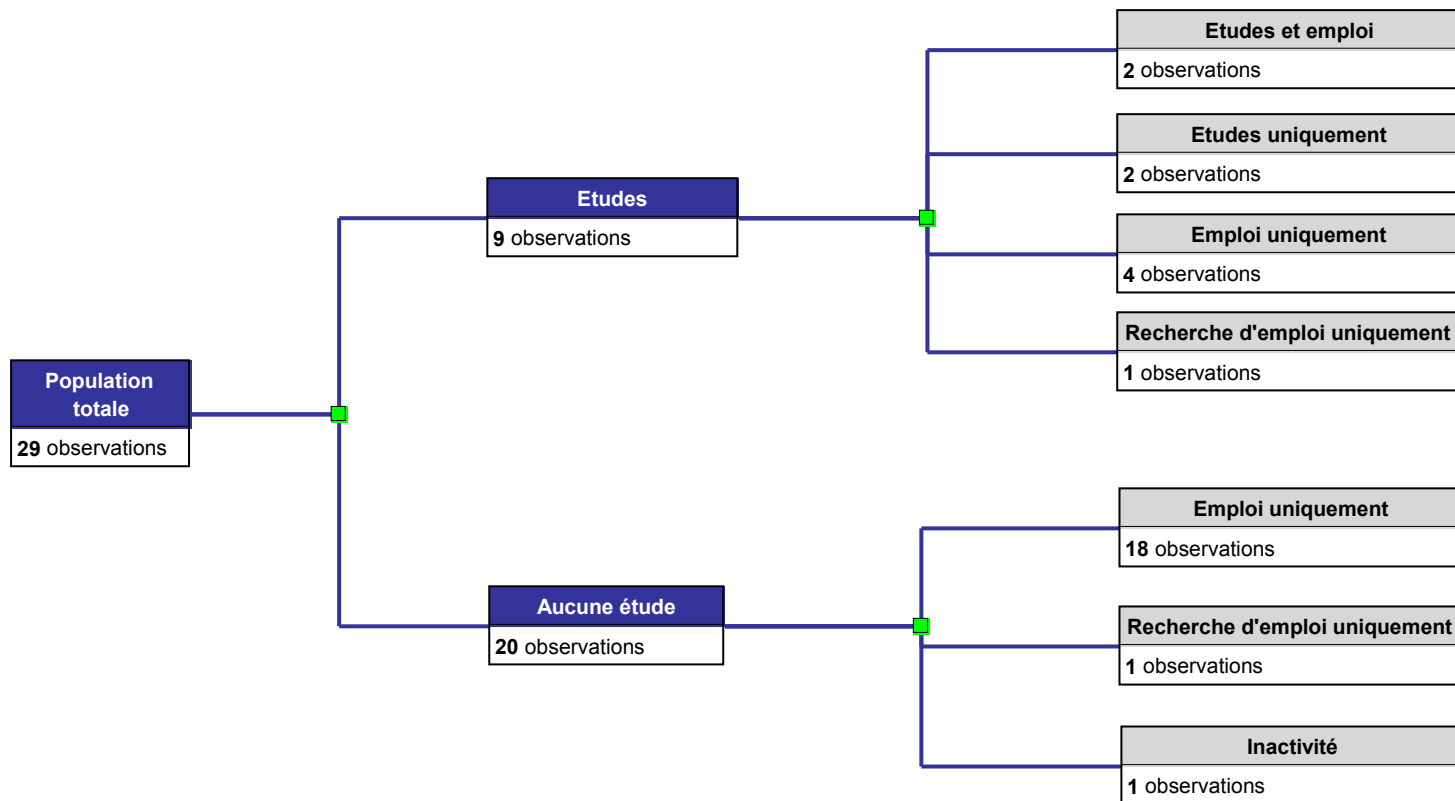 Population
totale
29 observations
Etudes
9 observations
Etudes et emploi
2 observations
Etudes uniquement
2 observations
Emploi uniquement
4 observations
Recherche d'emploi uniquement
1 observations
Aucune étude
20 observations
Emploi uniquement
18 observations
Recherche d'emploi uniquement
1 observations
Inactivité
1 observations